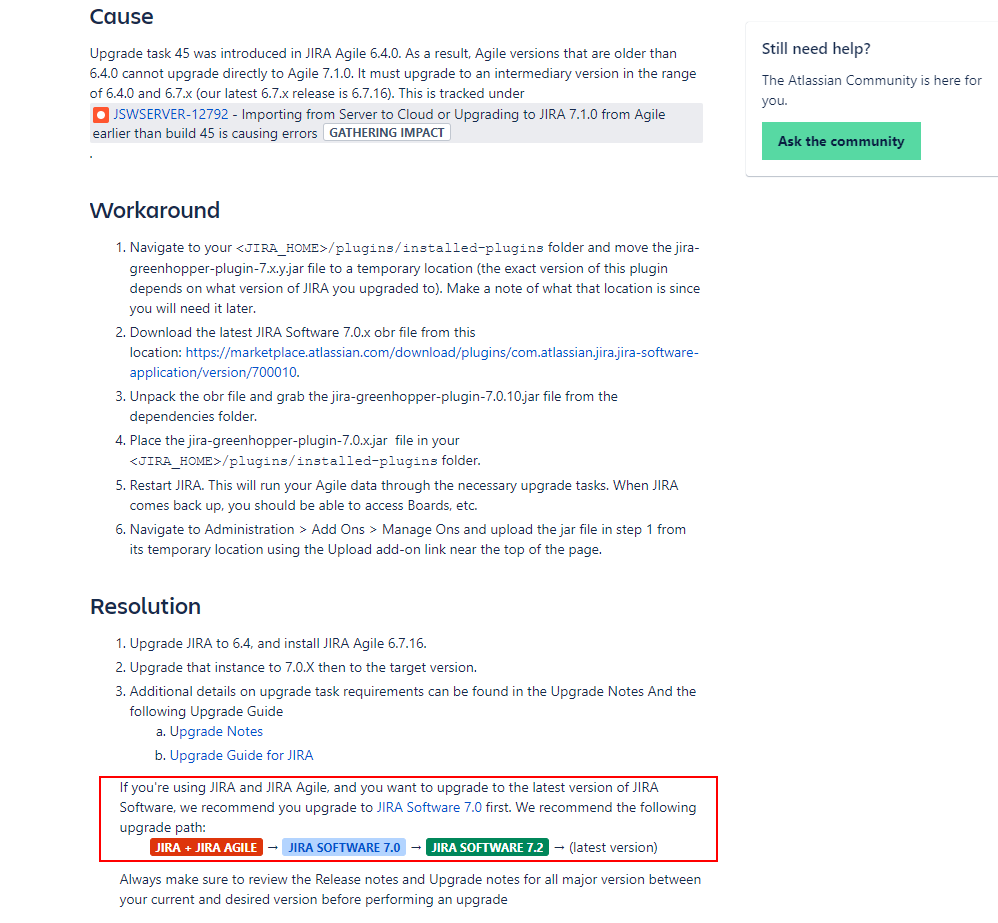 Cause
Upgrade task 45 was introduced in JIRA Agile 6.4.0. As a result, Agile versions that are older than
6.4.0 cannot upgrade directly to Agile 7.1.0. It must upgrade to an intermediary version in the range
of 6.4.0 and 6.7.x (our latest 6.7.x release is 6.7.16). This is tracked under
JSWSERVER-12792 - Importing from Server to Cloud or Upgrading to JIRA 7.1.0 from Agile
earlier than build 45 is causing errors GATHERING IMPACT
.
Still need help?
The Atlassian Community is here for
you.
Ask the community
Workaround
1. Navigate to your <JIRA_HOME>/plugins/installed-plugins folder and move the jira-
greenhopper-plugin-7.x.y.jar file to a temporary location (the exact version of this plugin
depends on what version of JIRA you upgraded to). Make a note of what that location is since
you will need it later.
2. Download the latest JIRA Software 7.0.x obr file from this
location: https://marketplace.atlassian.com/download/plugins/com.atlassian.jira.jira-software-
application/version/700010.
3. Unpack the obr file and grab the jira-greenhopper-plugin-7.0.10.jar file from the
dependencies folder.
4. Place the jira-greenhopper-plugin-7.0.x.jar  file in your
<JIRA_HOME>/plugins/installed-plugins folder.
5. Restart JIRA. This will run your Agile data through the necessary upgrade tasks. When JIRA
comes back up, you should be able to access Boards, etc.
6. Navigate to Administration > Add Ons > Manage Ons and upload the jar file in step 1 from
its temporary location using the Upload add-on link near the top of the page.
Resolution
1. Upgrade JIRA to 6.4, and install JIRA Agile 6.7.16.
2. Upgrade that instance to 7.0.X then to the target version.
3. Additional details on upgrade task requirements can be found in the Upgrade Notes And the
following Upgrade Guide
a. Upgrade Notes
b. Upgrade Guide for JIRA
If you're using JIRA and JIRA Agile, and you want to upgrade to the latest version of JIRA
Software, we recommend you upgrade to JIRA Software 7.0 first. We recommend the following
upgrade path:
JIRA + JIRA AGILE → JIRA SOFTWARE 7.0 → JIRA SOFTWARE 7.2 → (latest version)
Always make sure to review the Release notes and Upgrade notes for all major version between
your current and desired version before performing an upgrade